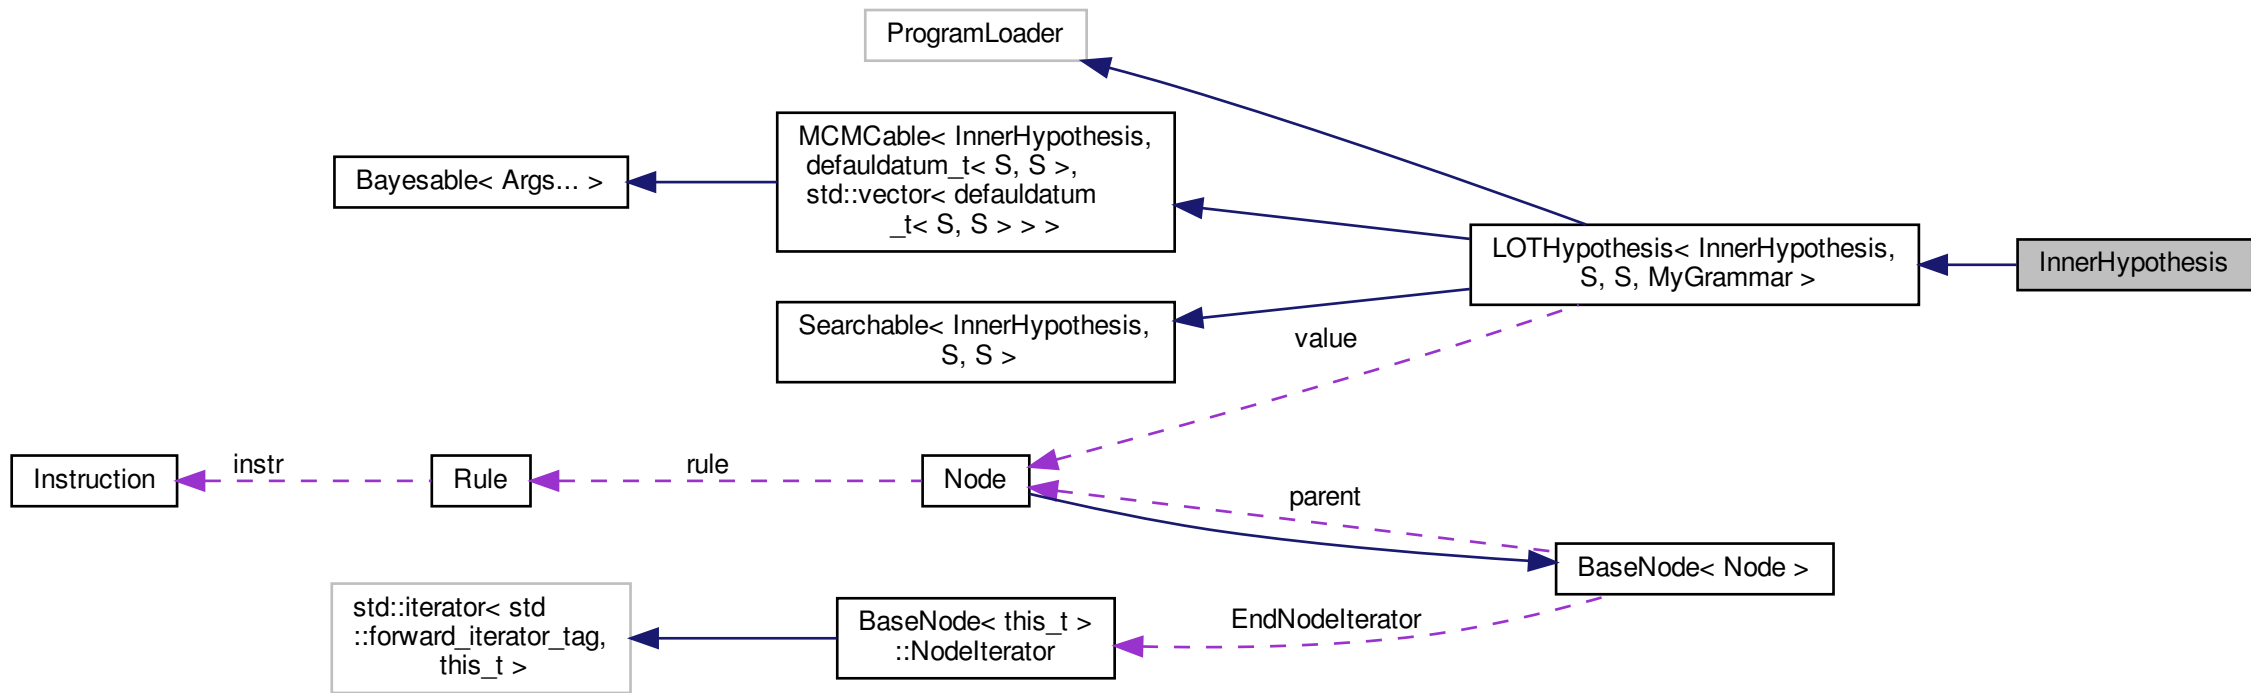 ProgramLoader
MCMCable< InnerHypothesis,
defauldatum_t< S, S >,
std::vector< defauldatum
_t< S, S > > >
Bayesable< Args... >
LOTHypothesis< InnerHypothesis,
S, S, MyGrammar >
InnerHypothesis
Searchable< InnerHypothesis,
S, S >
value
Instruction
instr
Rule
rule
Node
parent
BaseNode< Node >
std::iterator< std
::forward_iterator_tag,
this_t >
BaseNode< this_t >
::NodeIterator
EndNodeIterator